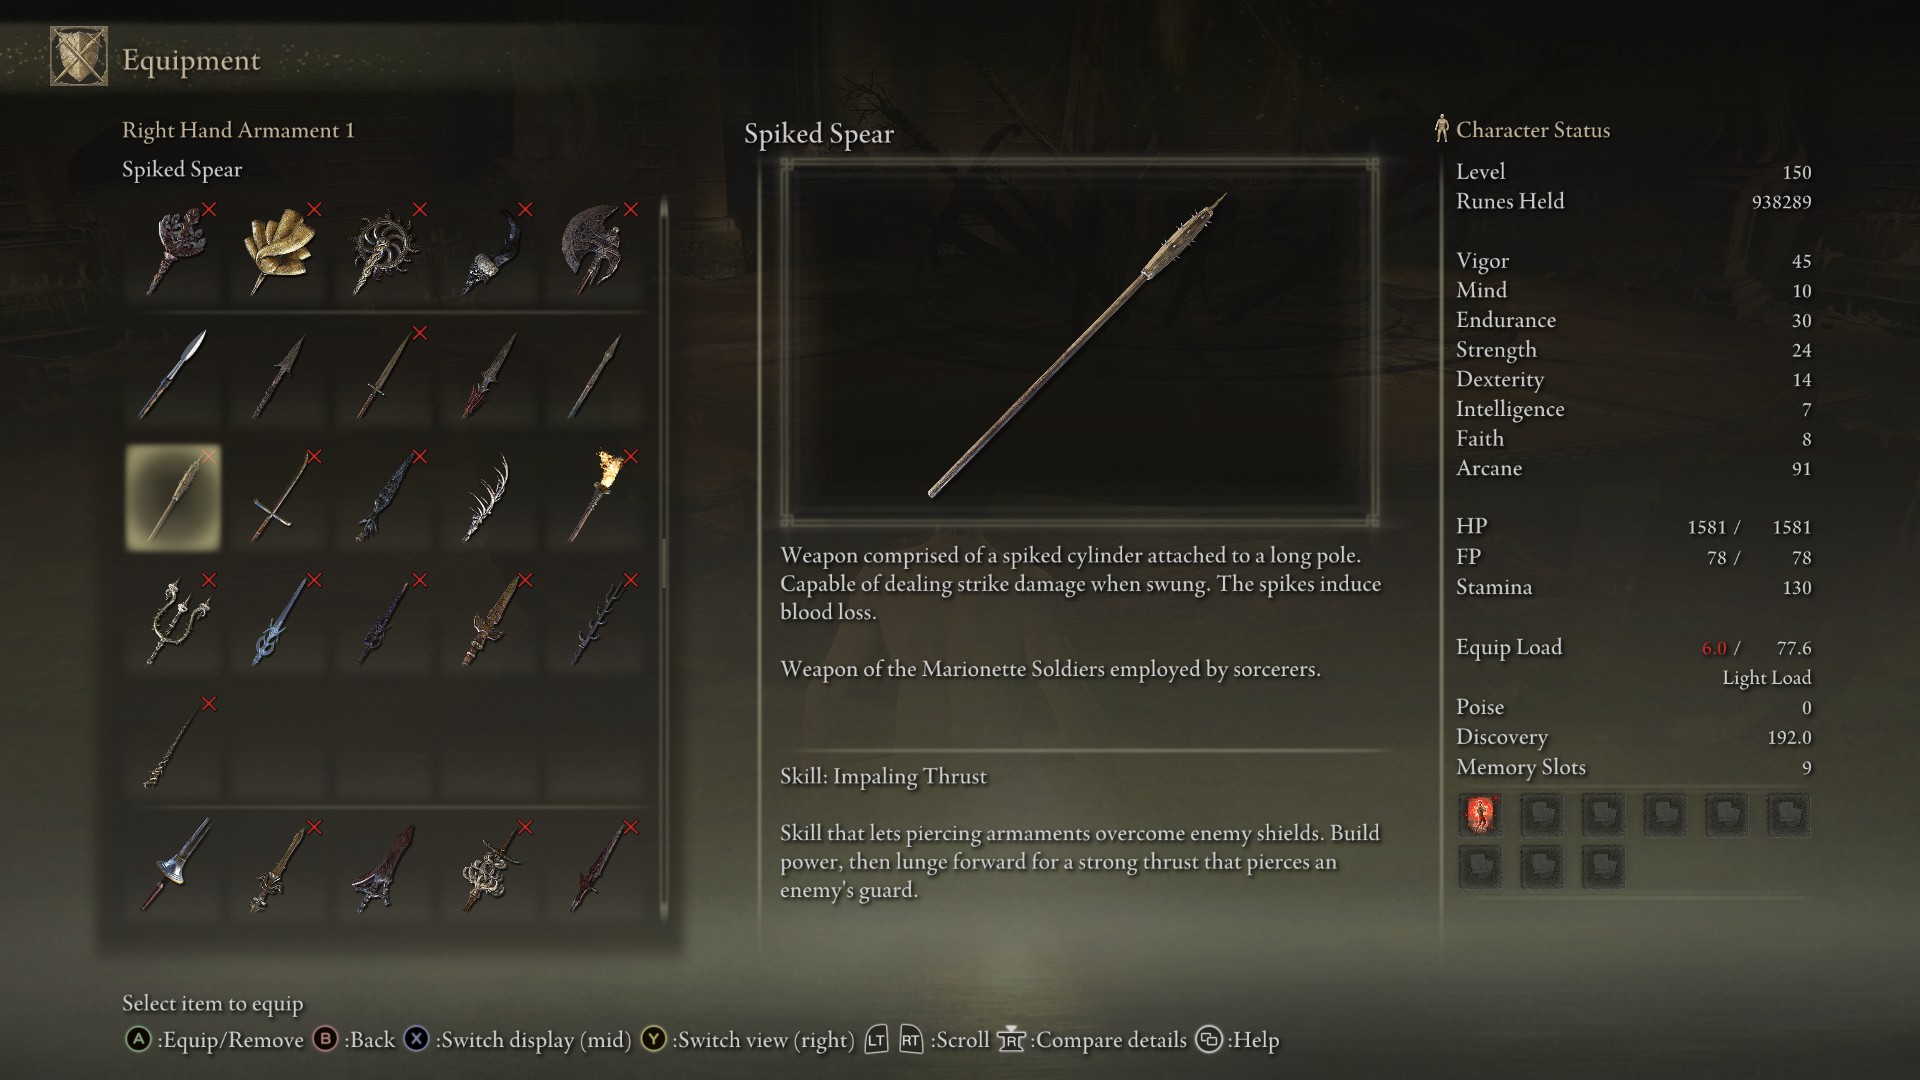 Equipment
Right Hand Armament 1
Spiked Spear
Spiked Spear
Weapon comprised of a spiked cylinder attached to a long pole.
Capable of dealing strike damage when swung. The spikes induce
blood loss.
Weapon of the Marionette Soldiers employed by sorcerers.
Skill: Impaling Thrust
Skill that lets piercing armaments overcome enemy shields. Build
power, then lunge forward for a strong thrust that pierces an
enemy's guard.
Character Status
Level 150
Runes Held 938289
Vigor 45
Mind 10
Endurance 30
Strength 24
Dexterity 14
Intelligence 7
Faith 8
Arcane 91
HP 1581 / 1581
FP 78 / 78
Stamina 130
Equip Load 6.0 / 77.6
Light Load
Poise 0
Discovery 192.0
Memory Slots 9
Select item to equip
A :Equip/Remove B :Back X :Switch display (mid) Y :Switch view (right) LT RT :Scroll R :Compare details :Help